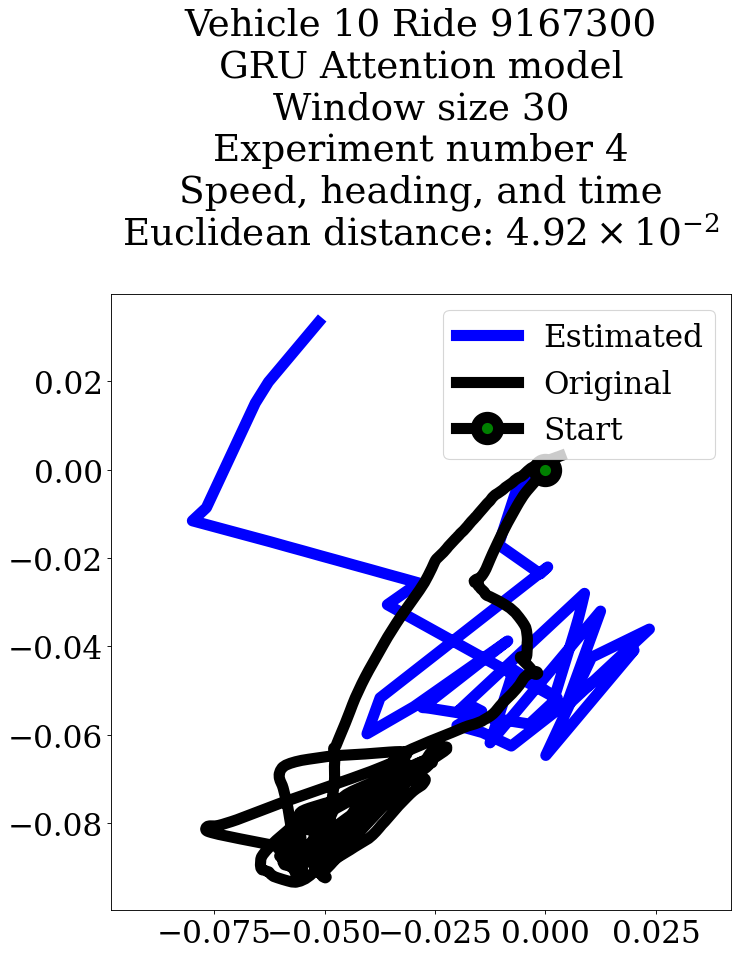 Vehicle 10 Ride 9167300
GRU Attention model
Window size 30
Experiment number 4
Speed, heading, and time
Euclidean distance: 4.92 × 10⁻²
Estimated
Original
Start
0.02
0.00
−0.02
−0.04
−0.06
−0.08
−0.075 −0.050 −0.025 0.000 0.025